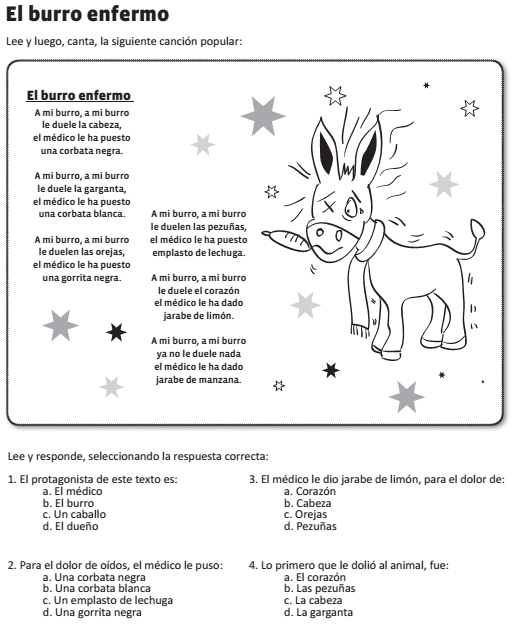 El burro enfermo
Lee y luego, canta, la siguiente canción popular:
El burro enfermo
A mi burro, a mi burro
le duele la cabeza,
el médico le ha puesto
una corbata negra.
A mi burro, a mi burro
le duele la garganta,
el médico le ha puesto
una corbata blanca.
A mi burro, a mi burro
le duelen las orejas,
el médico le ha puesto
una gorrita negra.
A mi burro, a mi burro
le duelen las pezuñas,
el médico le ha puesto
emplasto de lechuga.
A mi burro, a mi burro
le duele el corazón
el médico le ha dado
jarabe de limón.
A mi burro, a mi burro
ya no le duele nada
el médico le ha dado
jarabe de manzana.
Lee y responde, seleccionando la respuesta correcta:
1. El protagonista de este texto es:
a. El médico
b. El burro
c. Un caballo
d. El dueño
2. Para el dolor de oídos, el médico le puso:
a. Una corbata negra
b. Una corbata blanca
c. Un emplasto de lechuga
d. Una gorrita negra
3. El médico le dio jarabe de limón, para el dolor de:
a. Corazón
b. Cabeza
c. Orejas
d. Pezuñas
4. Lo primero que le dolió al animal, fue:
a. El corazón
b. Las pezuñas
c. La cabeza
d. La garganta